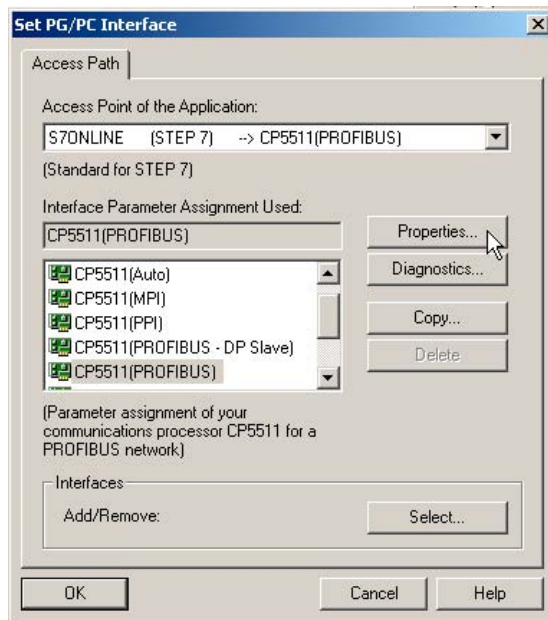 Set PG/PC Interface
Access Path
Access Point of the Application:
S7ONLINE (STEP 7) --> CP5511(PROFIBUS)
(Standard for STEP 7)
Interface Parameter Assignment Used:
CP5511(PROFIBUS)
Properties...
CP5511(Auto)
Diagnostics...
CP5511(MPI)
CP5511(PPI)
Copy...
CP5511(PROFIBUS - DP Slave)
Delete
CP5511(PROFIBUS)
(Parameter assignment of your
communications processor CP5511 for a
PROFIBUS network)
Interfaces
Add/Remove:
Select...
OK
Cancel
Help